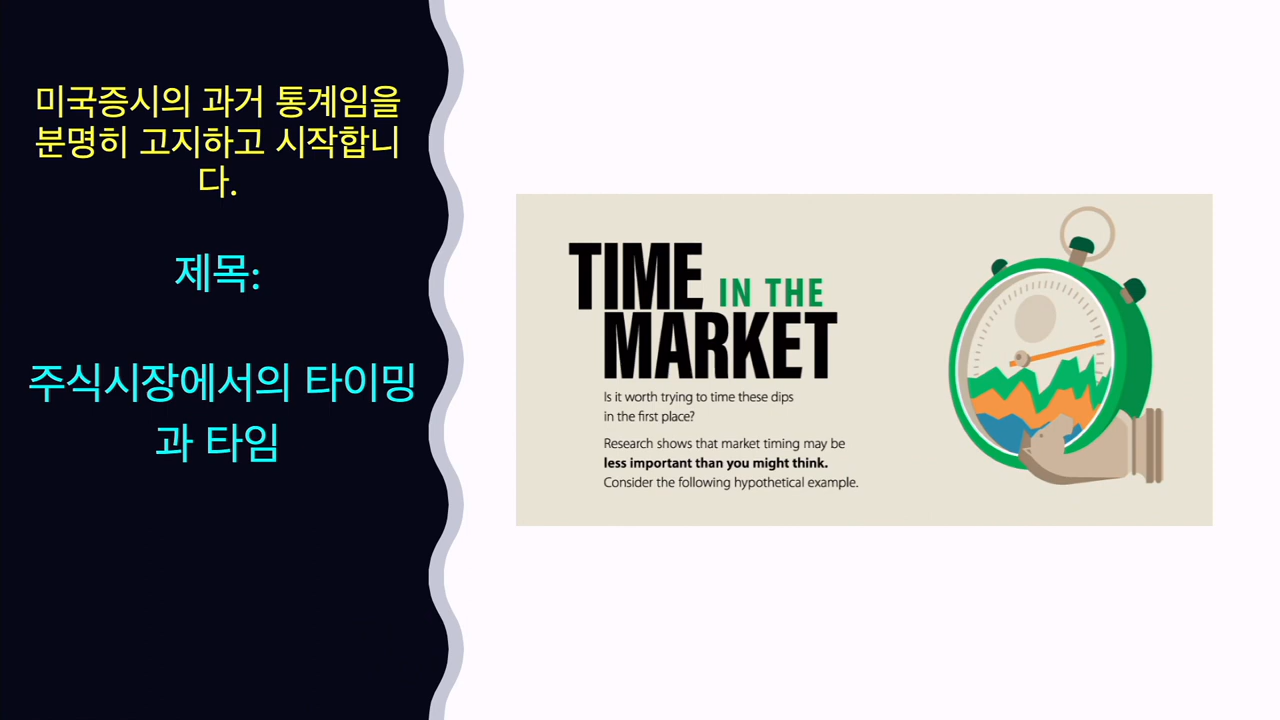 미국증시의 과거 통계임을
분명히 고지하고 시작합니
다.
제목:
주식시장에서의 타이밍
과 타임
TIME IN THE
MARKET
Is it worth trying to time these dips
in the first place?
Research shows that market timing may be
less important than you might think.
Consider the following hypothetical example.